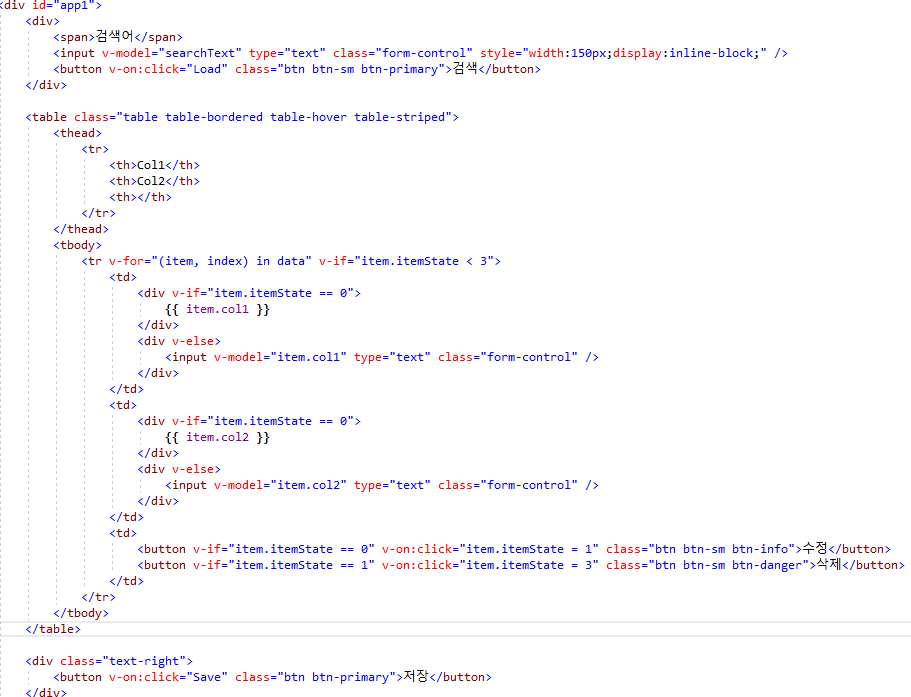 <div id="app1">
    <div>
        <span>검색어</span>
        <input v-model="searchText" type="text" class="form-control" style="width:150px;display:inline-block;" />
        <button v-on:click="Load" class="btn btn-sm btn-primary">검색</button>
    </div>

    <table class="table table-bordered table-hover table-striped">
        <thead>
            <tr>
                <th>Col1</th>
                <th>Col2</th>
                <th></th>
            </tr>
        </thead>
        <tbody>
            <tr v-for="(item, index) in data" v-if="item.itemState < 3">
                <td>
                    <div v-if="item.itemState == 0">
                        {{ item.col1 }}
                    </div>
                    <div v-else>
                        <input v-model="item.col1" type="text" class="form-control" />
                    </div>
                </td>
                <td>
                    <div v-if="item.itemState == 0">
                        {{ item.col2 }}
                    </div>
                    <div v-else>
                        <input v-model="item.col2" type="text" class="form-control" />
                    </div>
                </td>
                <td>
                    <button v-if="item.itemState == 0" v-on:click="item.itemState = 1" class="btn btn-sm btn-info">수정</button>
                    <button v-if="item.itemState == 1" v-on:click="item.itemState = 3" class="btn btn-sm btn-danger">삭제</button>
                </td>
            </tr>
        </tbody>
    </table>

    <div class="text-right">
        <button v-on:click="Save" class="btn btn-primary">저장</button>
    </div>